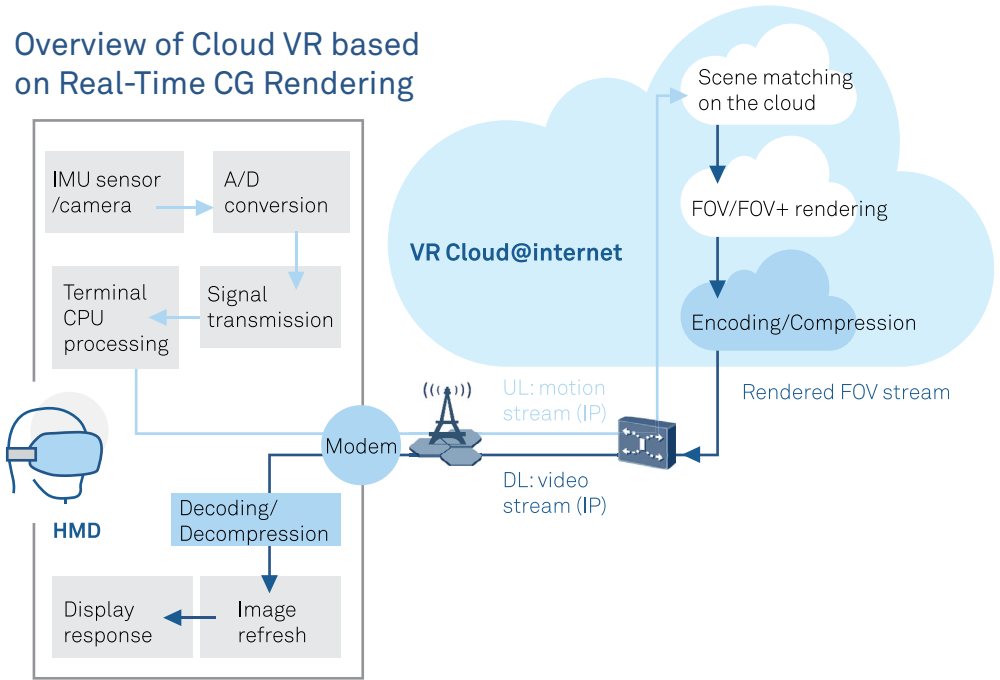 Overview of Cloud VR based
on Real-Time CG Rendering
IMU sensor
/camera
A/D
conversion
Terminal
CPU
processing
Signal
transmission
HMD
Modem
Decoding/
Decompression
Display
response
Image
refresh
UL: motion
stream (IP)
DL: video
stream (IP)
VR Cloud@internet
Scene matching
on the cloud
FOV/FOV+ rendering
Encoding/Compression
Rendered FOV stream